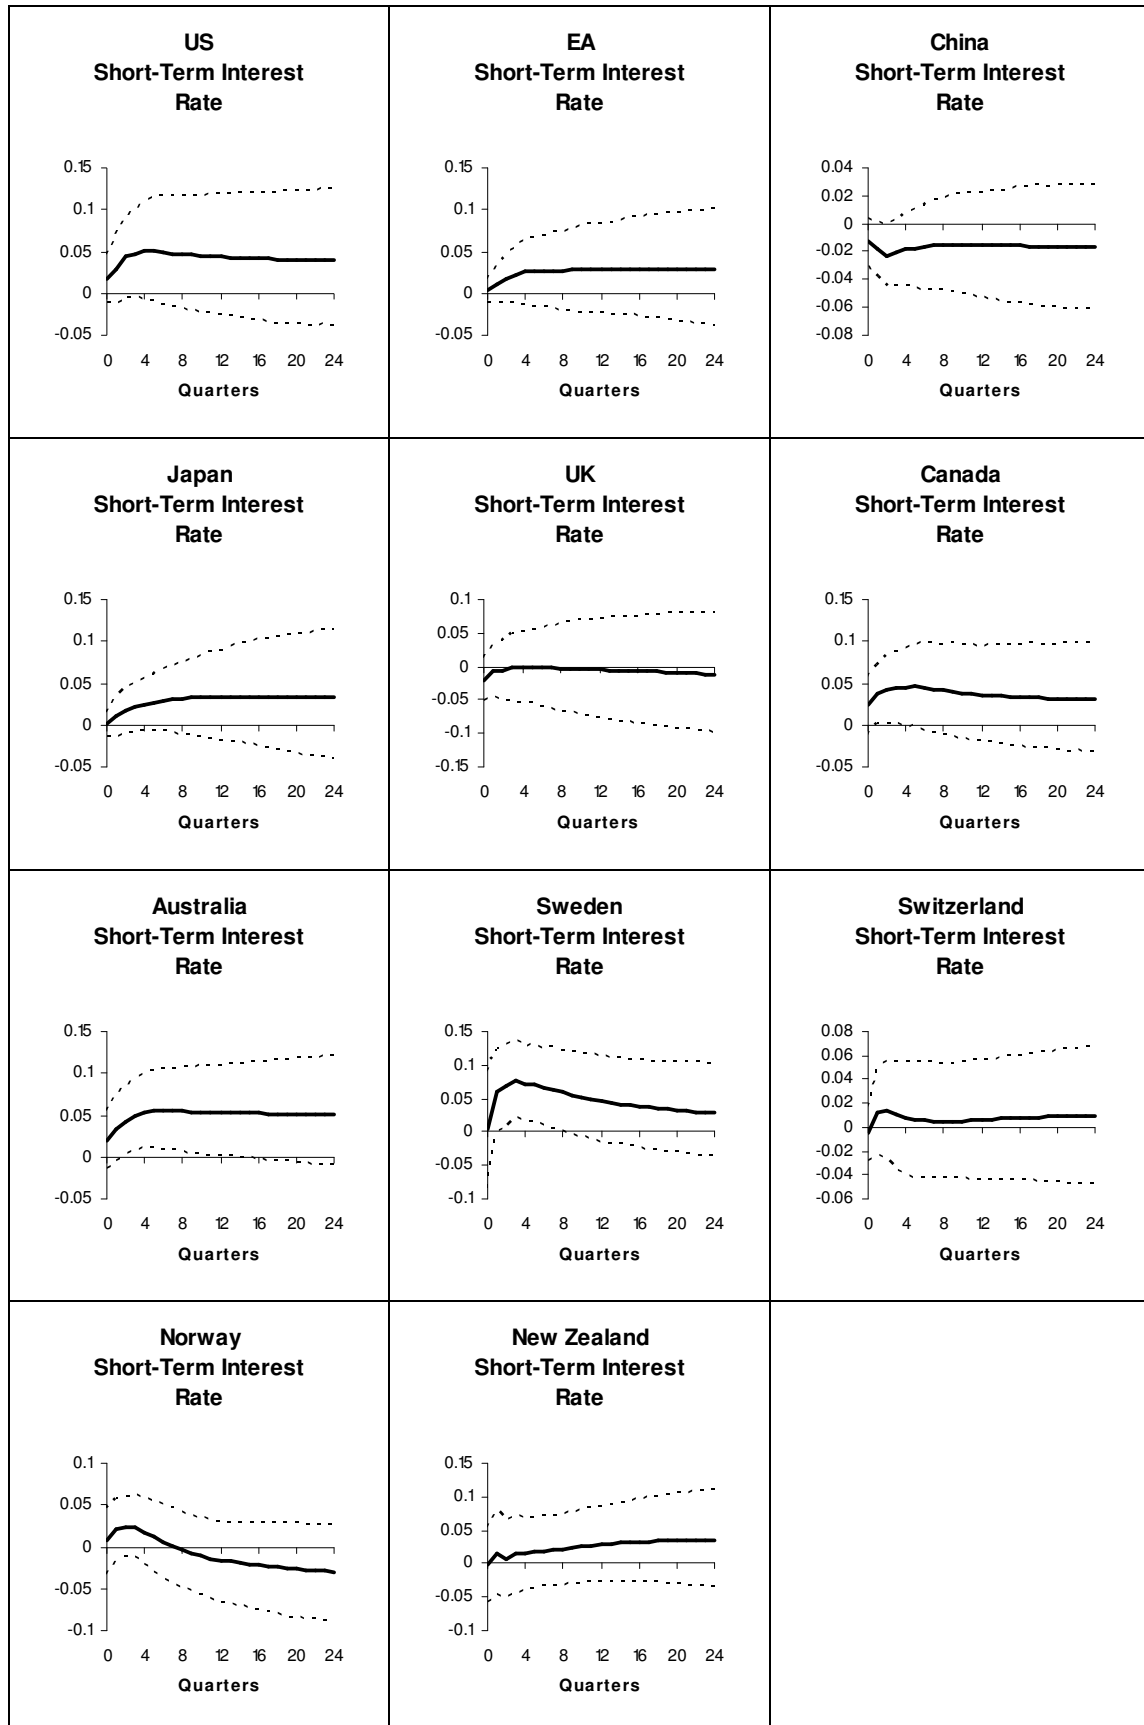 US
Short-Term Interest
Rate
0.15
0.1
0.05
0
-0.05
0 4 8 12 16 20 24
Quarters
EA
Short-Term Interest
Rate
0.15
0.1
0.05
0
-0.05
0 4 8 12 16 20 24
Quarters
China
Short-Term Interest
Rate
0.04
0.02
0
-0.02
-0.04
-0.06
-0.08
0 4 8 12 16 20 24
Quarters
Japan
Short-Term Interest
Rate
0.15
0.1
0.05
0
-0.05
0 4 8 12 16 20 24
Quarters
UK
Short-Term Interest
Rate
0.1
0.05
0
-0.05
-0.1
-0.15
0 4 8 12 16 20 24
Quarters
Canada
Short-Term Interest
Rate
0.15
0.1
0.05
0
-0.05
0 4 8 12 16 20 24
Quarters
Australia
Short-Term Interest
Rate
0.15
0.1
0.05
0
-0.05
0 4 8 12 16 20 24
Quarters
Sweden
Short-Term Interest
Rate
0.15
0.1
0.05
0
-0.05
-0.1
0 4 8 12 16 20 24
Quarters
Switzerland
Short-Term Interest
Rate
0.08
0.06
0.04
0.02
0
-0.02
-0.04
-0.06
0 4 8 12 16 20 24
Quarters
Norway
Short-Term Interest
Rate
0.1
0.05
0
-0.05
-0.1
0 4 8 12 16 20 24
Quarters
New Zealand
Short-Term Interest
Rate
0.15
0.1
0.05
0
-0.05
-0.1
0 4 8 12 16 20 24
Quarters